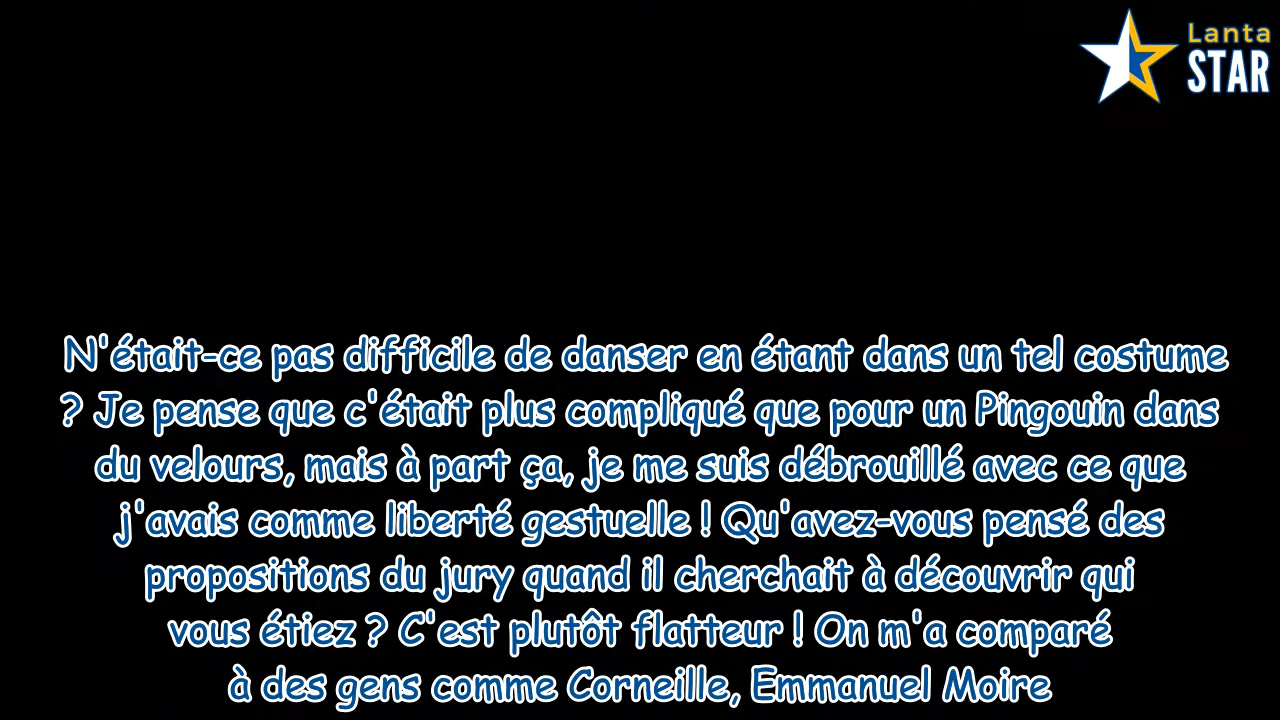 Lanta
STAR
N'était-ce pas difficile de danser en étant dans un tel costume
? Je pense que c'était plus compliqué que pour un Pingouin dans
du velours, mais à part ça, je me suis débrouillé avec ce que
j'avais comme liberté gestuelle ! Qu'avez-vous pensé des
propositions du jury quand il cherchait à découvrir qui
vous étiez ? C'est plutôt flatteur ! On m'a comparé
à des gens comme Corneille, Emmanuel Moire